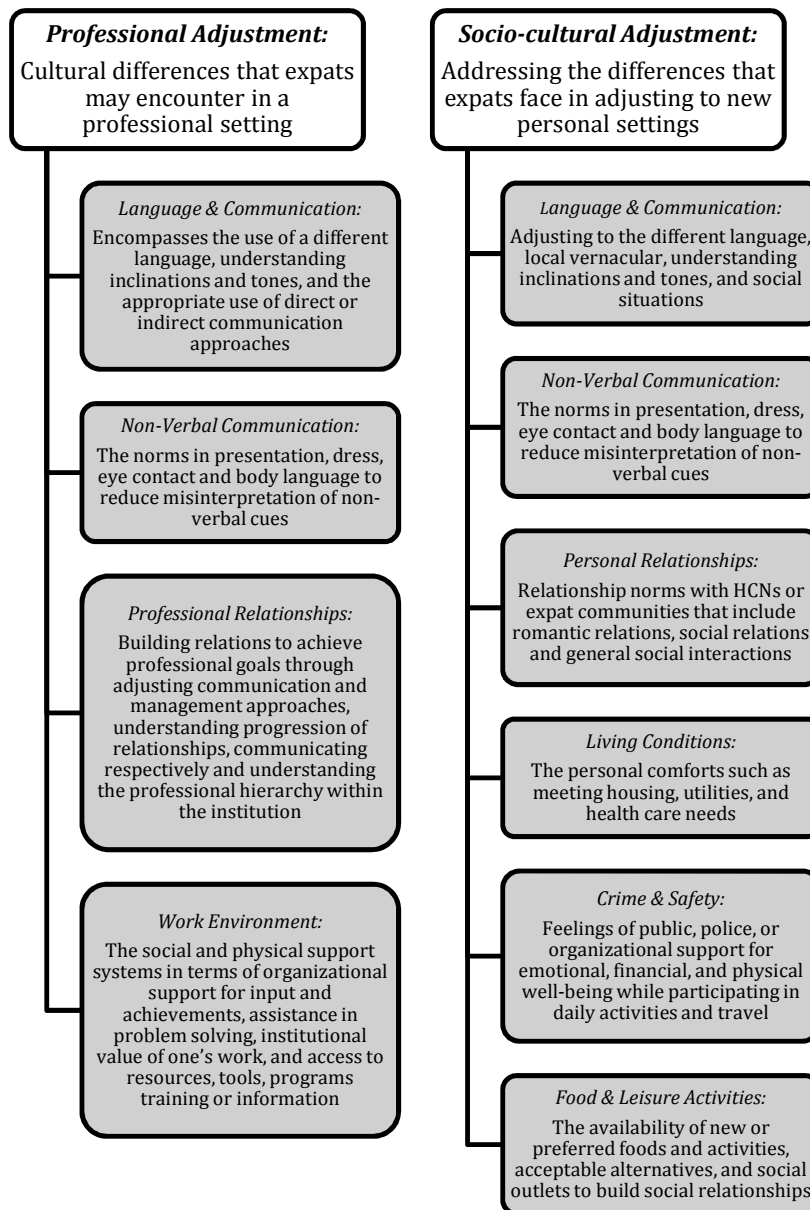 Professional Adjustment:
Cultural differences that expats
may encounter in a
professional setting
Language & Communication:
Encompasses the use of a different
language, understanding
inclinations and tones, and the
appropriate use of direct or
indirect communication
approaches
Non-Verbal Communication:
The norms in presentation, dress,
eye contact and body language to
reduce misinterpretation of non-
verbal cues
Professional Relationships:
Building relations to achieve
professional goals through
adjusting communication and
management approaches,
understanding progression of
relationships, communicating
respectively and understanding
the professional hierarchy within
the institution
Work Environment:
The social and physical support
systems in terms of organizational
support for input and
achievements, assistance in
problem solving, institutional
value of one's work, and access to
resources, tools, programs
training or information
Socio-cultural Adjustment:
Addressing the differences that
expats face in adjusting to new
personal settings
Language & Communication:
Adjusting to the different language,
local vernacular, understanding
inclinations and tones, and social
situations
Non-Verbal Communication:
The norms in presentation, dress,
eye contact and body language to
reduce misinterpretation of non-
verbal cues
Personal Relationships:
Relationship norms with HCNs or
expat communities that include
romantic relations, social relations
and general social interactions
Living Conditions:
The personal comforts such as
meeting housing, utilities, and
health care needs
Crime & Safety:
Feelings of public, police, or
organizational support for
emotional, financial, and physical
well-being while participating in
daily activities and travel
Food & Leisure Activities:
The availability of new or
preferred foods and activities,
acceptable alternatives, and social
outlets to build social relationships